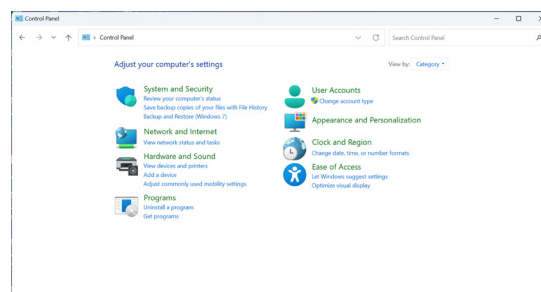 Control Panel
Control Panel
Search Control Panel
Adjust your computer's settings
View by: Category
System and Security
Review your computer's status
Save backup copies of your files with File History
Backup and Restore (Windows 7)
Network and Internet
View network status and tasks
Hardware and Sound
View devices and printers
Add a device
Adjust commonly used mobility settings
Programs
Uninstall a program
Get programs
User Accounts
Change account type
Appearance and Personalization
Clock and Region
Change date, time, or number formats
Ease of Access
Let Windows suggest settings
Optimize visual display